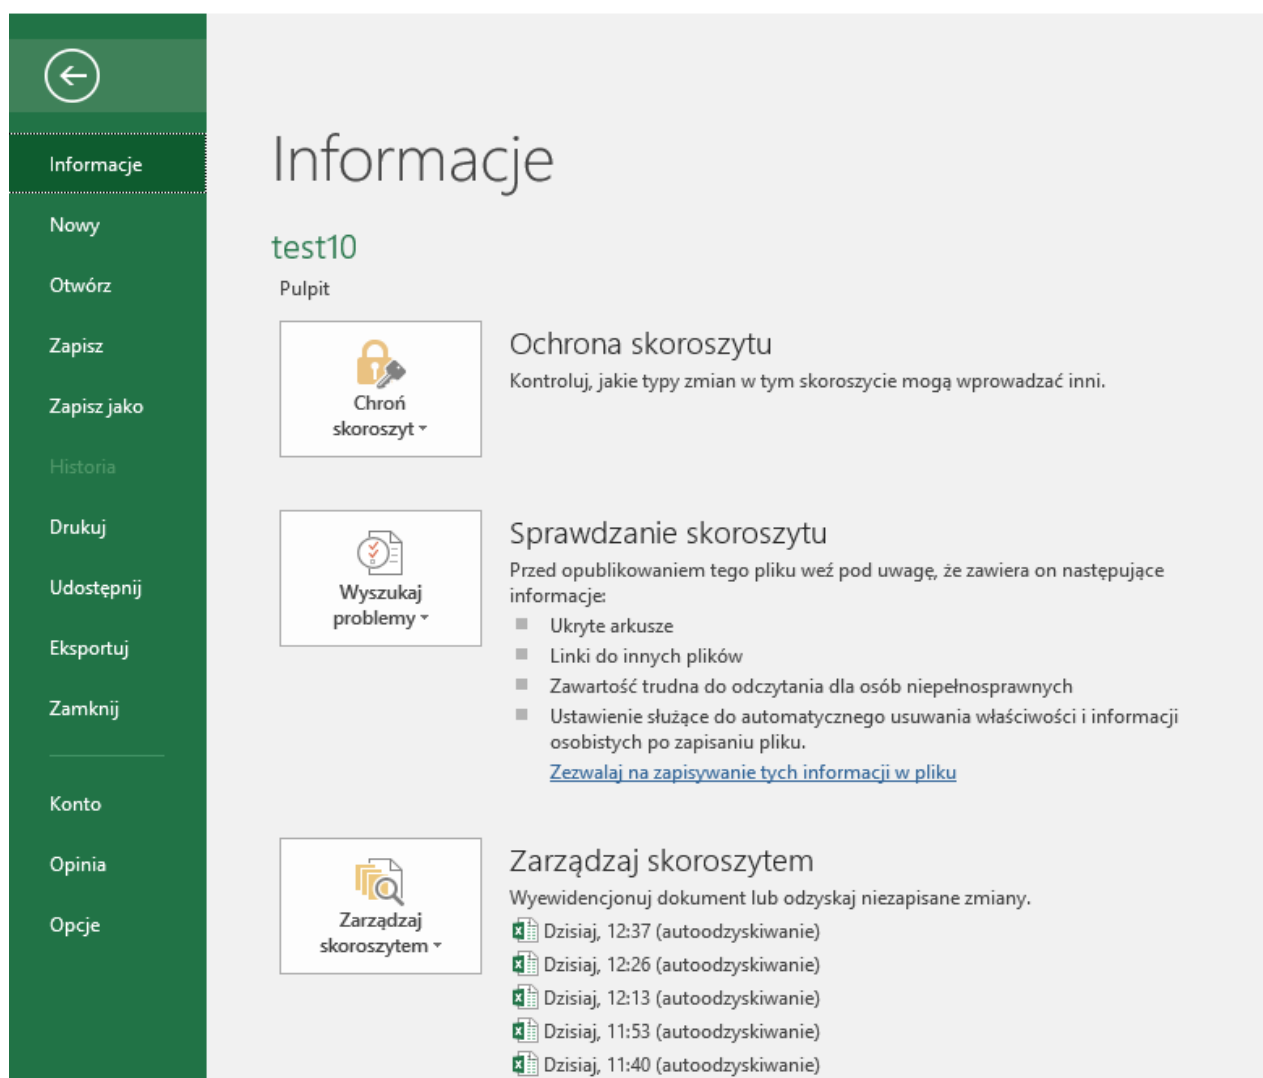 Informacje
Nowy
Otwórz
Zapisz
Zapisz jako
Historia
Drukuj
Udostępnij
Eksportuj
Zamknij
Konto
Opinia
Opcje
Informacje
test10
Pulpit
Chroń
skoroszyt
Ochrona skoroszytu
Kontroluj, jakie typy zmian w tym skoroszycie mogą wprowadzać inni.
Wyszukaj
problemy
Sprawdzanie skoroszytu
Przed opublikowaniem tego pliku weź pod uwagę, że zawiera on następujące
informacje:
Ukryte arkusze
Linki do innych plików
Zawartość trudna do odczytania dla osób niepełnosprawnych
Ustawienie służące do automatycznego usuwania właściwości i informacji
osobistych po zapisaniu pliku.
Zezwalaj na zapisywanie tych informacji w pliku
Zarządzaj
skoroszytem
Zarządzaj skoroszytem
Wyewidencjonuj dokument lub odzyskaj niezapisane zmiany.
Dzisiaj, 12:37 (autoodzyskiwanie)
Dzisiaj, 12:26 (autoodzyskiwanie)
Dzisiaj, 12:13 (autoodzyskiwanie)
Dzisiaj, 11:53 (autoodzyskiwanie)
Dzisiaj, 11:40 (autoodzyskiwanie)